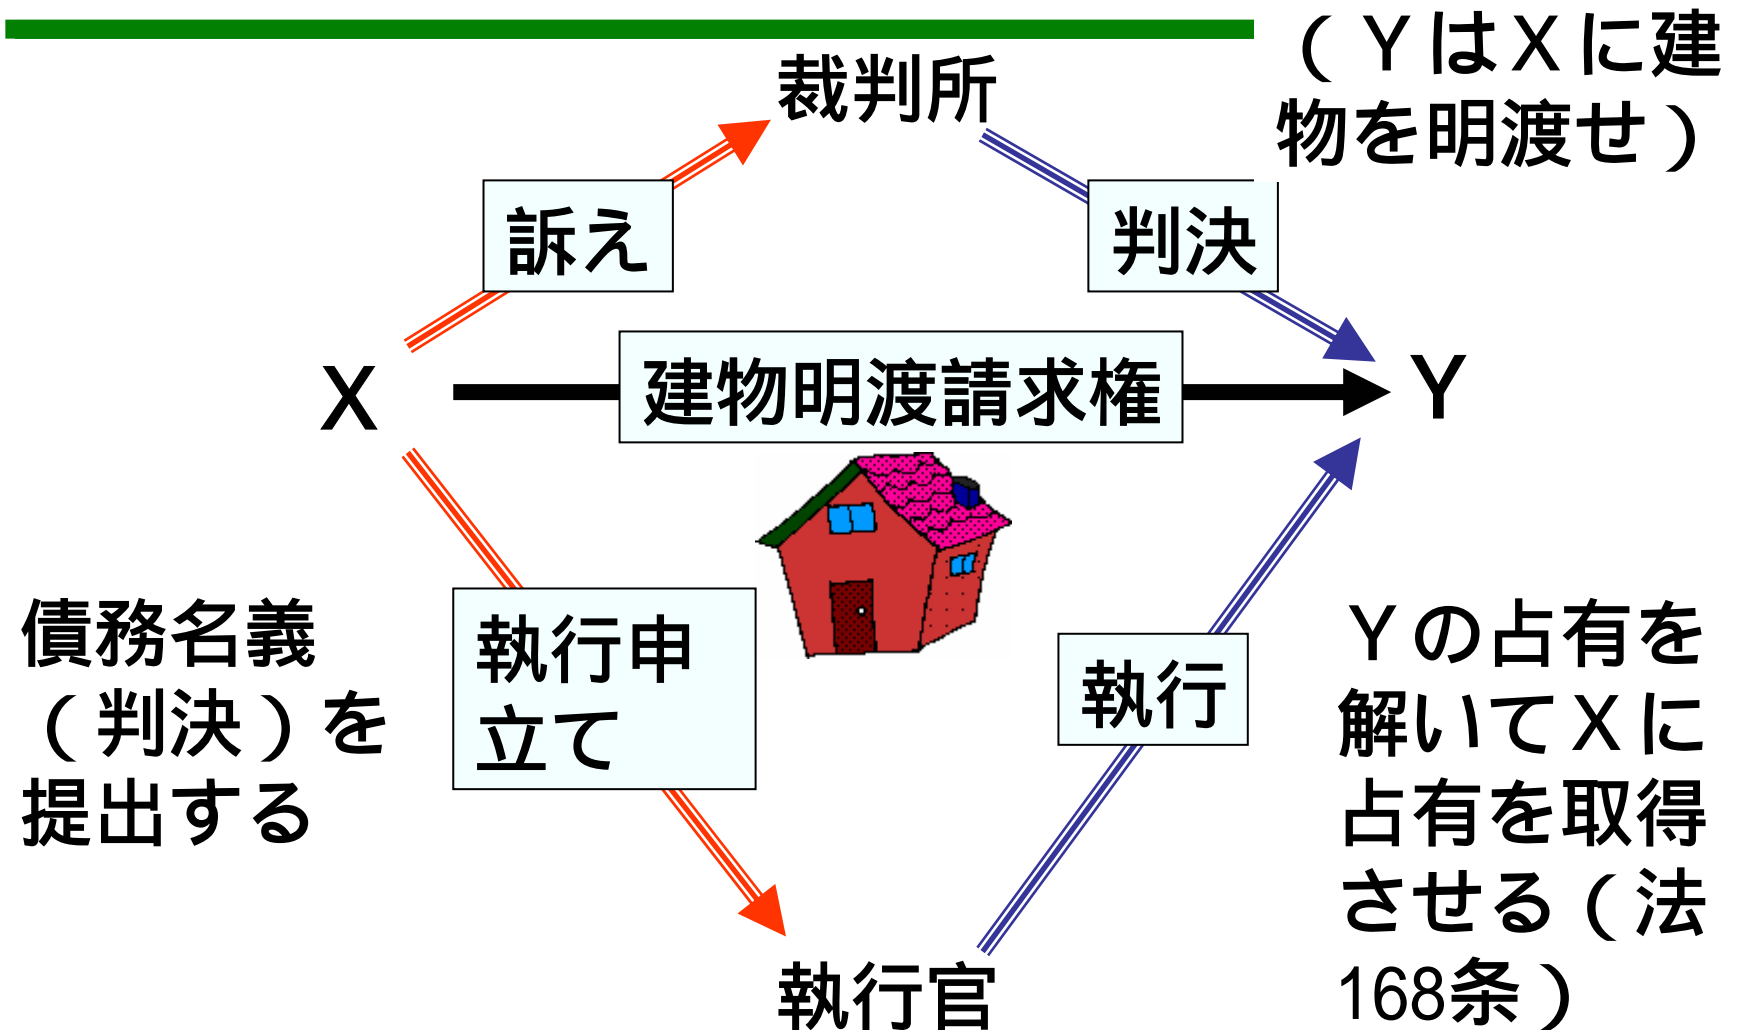 裁判所
（ＹはＸに建
物を明渡せ）
訴え
判決
X
建物明渡請求権
Y
債務名義
（判決）を
提出する
執行申
立て
執行
Ｙの占有を
解いてＸに
占有を取得
させる（法
168条）
執行官